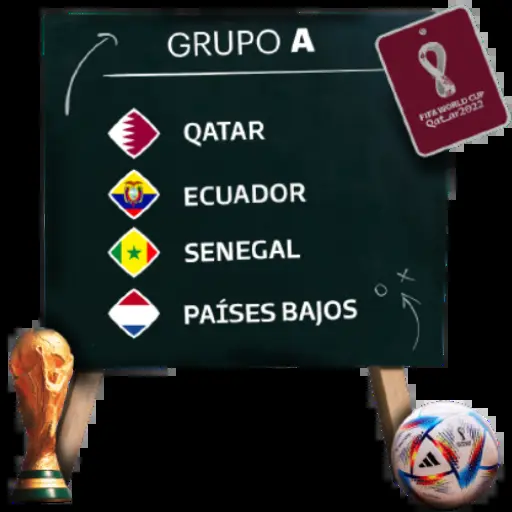 GRUPO A
FIFA WORLD CUP
Qatar2022
QATAR
ECUADOR
SENEGAL
PAÍSES BAJOS